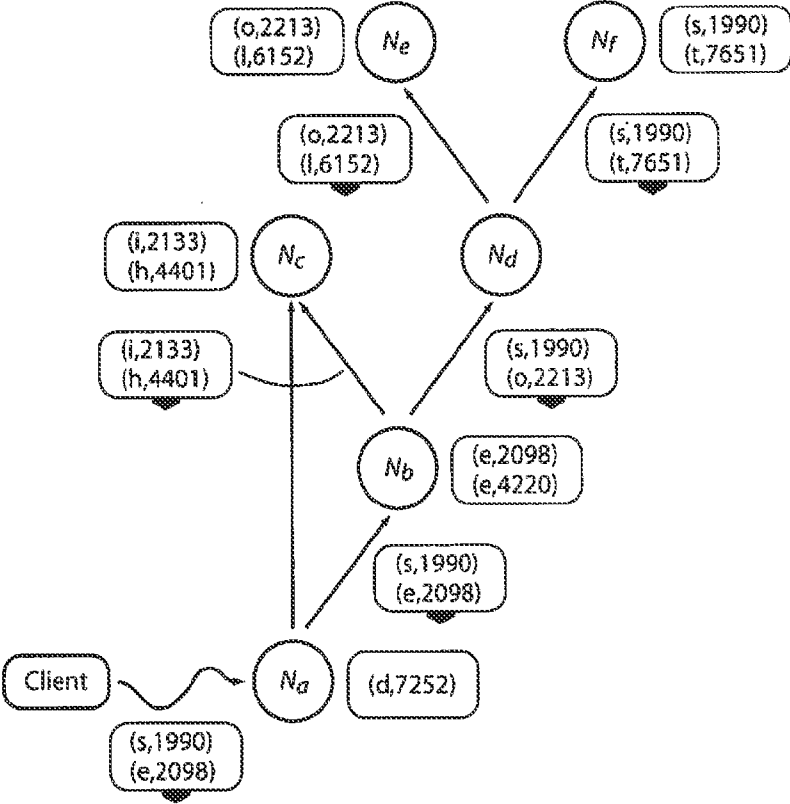 (o,2213)
(l,6152)
Ne
Nf
(s,1990)
(t,7651)
(o,2213)
(l,6152)
(s,1990)
(t,7651)
(i,2133)
(h,4401)
Nc
Nd
(i,2133)
(h,4401)
(s,1990)
(o,2213)
Nb
(e,2098)
(e,4220)
(s,1990)
(e,2098)
Client
Na
(d,7252)
(s,1990)
(e,2098)